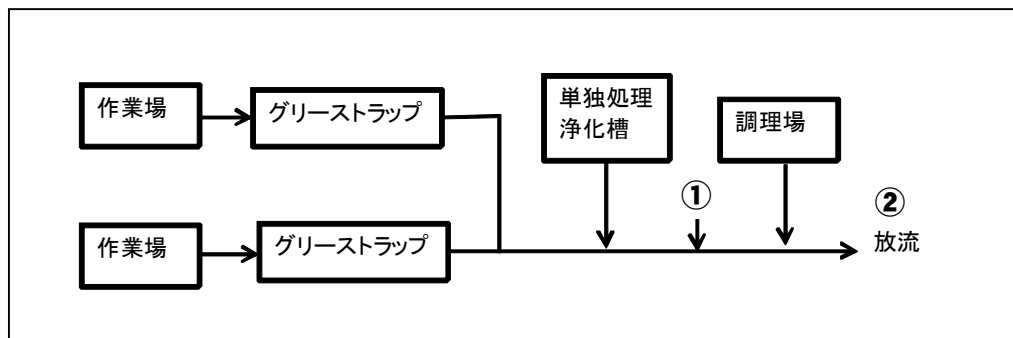 作業場
グリーストラップ
単独処理
浄化槽
調理場
①
②
放流
作業場
グリーストラップ